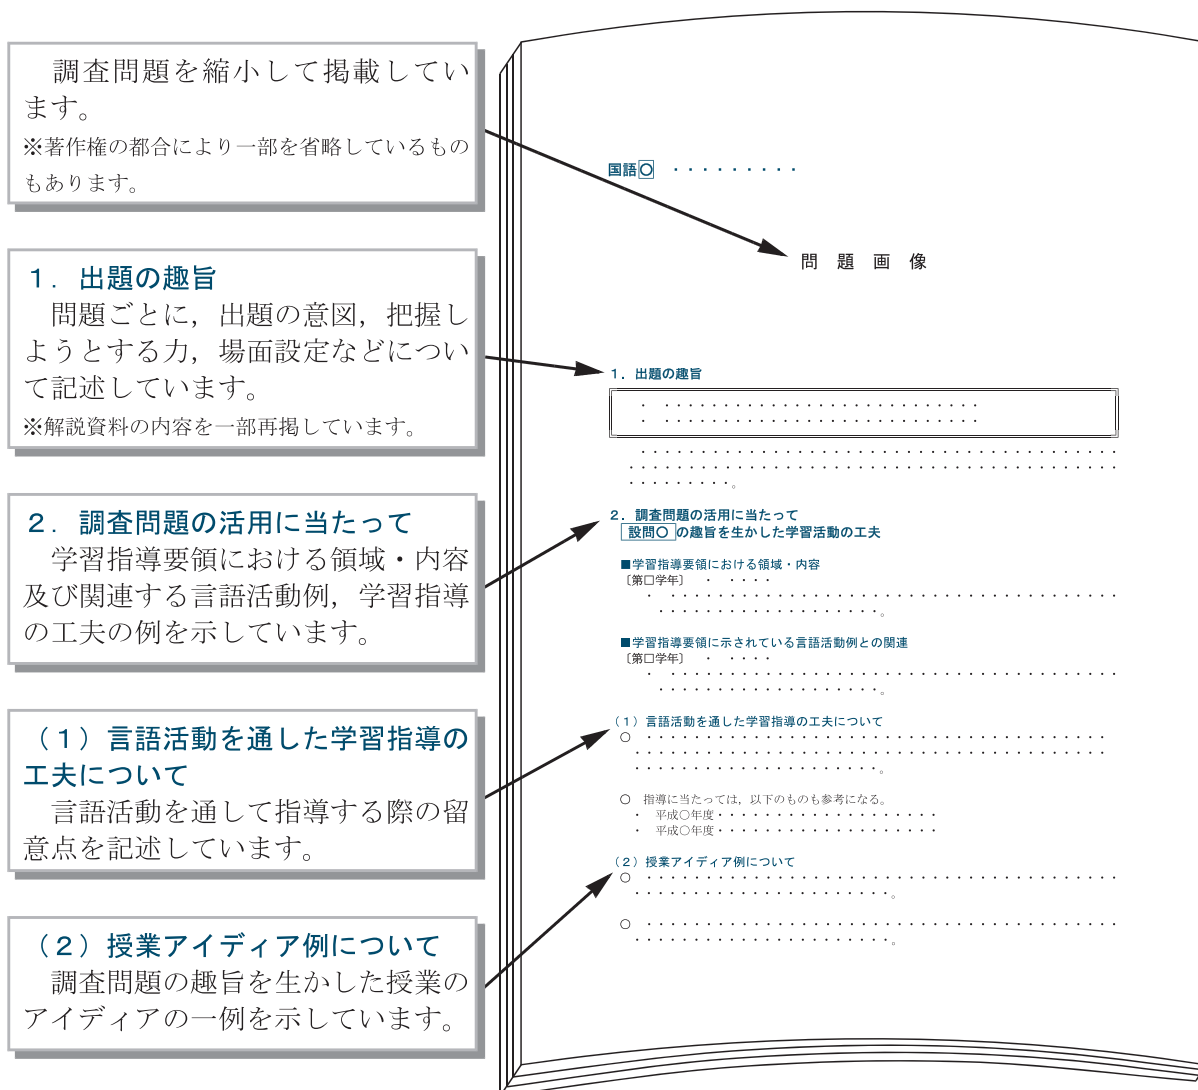 調査問題を縮小して掲載してい
ます。
※著作権の都合により一部を省略しているもの
もあります。
1．出題の趣旨
問題ごとに，出題の意図，把握し
ようとする力，場面設定などについ
て記述しています。
※解説資料の内容を一部再掲しています。
2．調査問題の活用に当たって
学習指導要領における領域・内容
及び関連する言語活動例，学習指導
の工夫の例を示しています。
（1）言語活動を通した学習指導の
工夫について
言語活動を通して指導する際の留
意点を記述しています。
（2）授業アイディア例について
調査問題の趣旨を生かした授業の
アイディアの一例を示しています。
国語〇 ・・・・・・・・・
問 題 画 像
1．出題の趣旨
・ ・・・・・・・・・・・・・・・・・・・・・・・・・・・
・ ・・・・・・・・・・・・・・・・・・・・・・・・・・・
・・・・・・・・・・・・・・・・・・・・・・・・・・・・・・・・・・・・・・・・・
・・・・・・・・・・・・・・・・・・・・・・・・・・・・・・・・・・・・・・・・・・
・・・・・・・・・。
2．調査問題の活用に当たって
設問〇の趣旨を生かした学習活動の工夫
■学習指導要領における領域・内容
〔第□学年〕 ・ ・・・・
・ ・・・・・・・・・・・・・・・・・・・・・・・・・・・・・・・・・・・・・・
・・・・・・・・・・・・・・・・・・・。
■学習指導要領に示されている言語活動例との関連
〔第□学年〕 ・ ・・・・
・ ・・・・・・・・・・・・・・・・・・・・・・・・・・・・・・・・・・・・・・
・・・・・・・・・・・・・・・・・・・。
（1）言語活動を通した学習指導の工夫について
○ ・・・・・・・・・・・・・・・・・・・・・・・・・・・・・・・・・・・・・・・
・・・・・・・・・・・・・・・・・・・・・・・・・・・・・・・・・・・・・・・・
・・・・・・・・・・・・・・・・・・・・・。
○ 指導に当たっては，以下のものも参考になる。
・ 平成○年度・・・・・・・・・・・・・・・・・・・
・ 平成○年度・・・・・・・・・・・・・・・・・・・
（2）授業アイディア例について
○ ・・・・・・・・・・・・・・・・・・・・・・・・・・・・・・・・・・・・・・・・
・・・・・・・・・・・・・・・・・・・・・・。
○ ・・・・・・・・・・・・・・・・・・・・・・・・・・・・・・・・・・・・・・・・
・・・・・・・・・・・・・・・・・・・・・・。